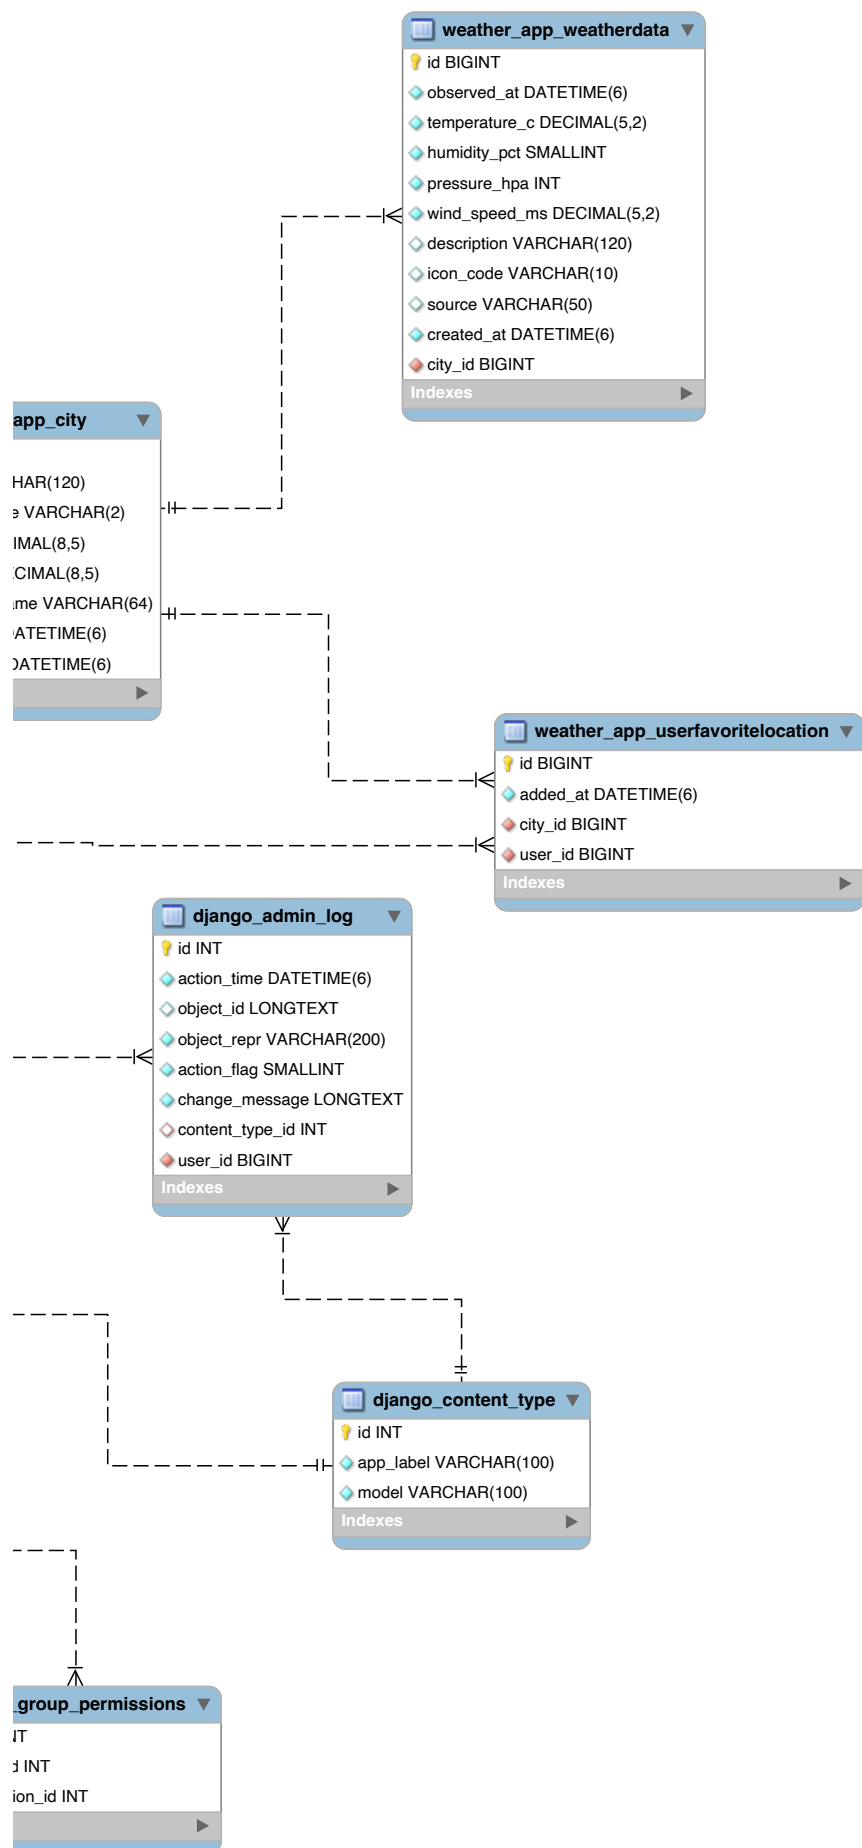 weather_app_weatherdata
id BIGINT
observed_at DATETIME(6)
temperature_c DECIMAL(5,2)
humidity_pct SMALLINT
pressure_hpa INT
wind_speed_ms DECIMAL(5,2)
description VARCHAR(120)
icon_code VARCHAR(10)
source VARCHAR(50)
created_at DATETIME(6)
city_id BIGINT
Indexes
app_city
HAR(120)
e VARCHAR(2)
IMAL(8,5)
CIMAL(8,5)
ame VARCHAR(64)
DATETIME(6)
DATETIME(6)
weather_app_userfavoritelocation
id BIGINT
added_at DATETIME(6)
city_id BIGINT
user_id BIGINT
Indexes
django_admin_log
id INT
action_time DATETIME(6)
object_id LONGTEXT
object_repr VARCHAR(200)
action_flag SMALLINT
change_message LONGTEXT
content_type_id INT
user_id BIGINT
Indexes
django_content_type
id INT
app_label VARCHAR(100)
model VARCHAR(100)
Indexes
_group_permissions
NT
d INT
ion_id INT